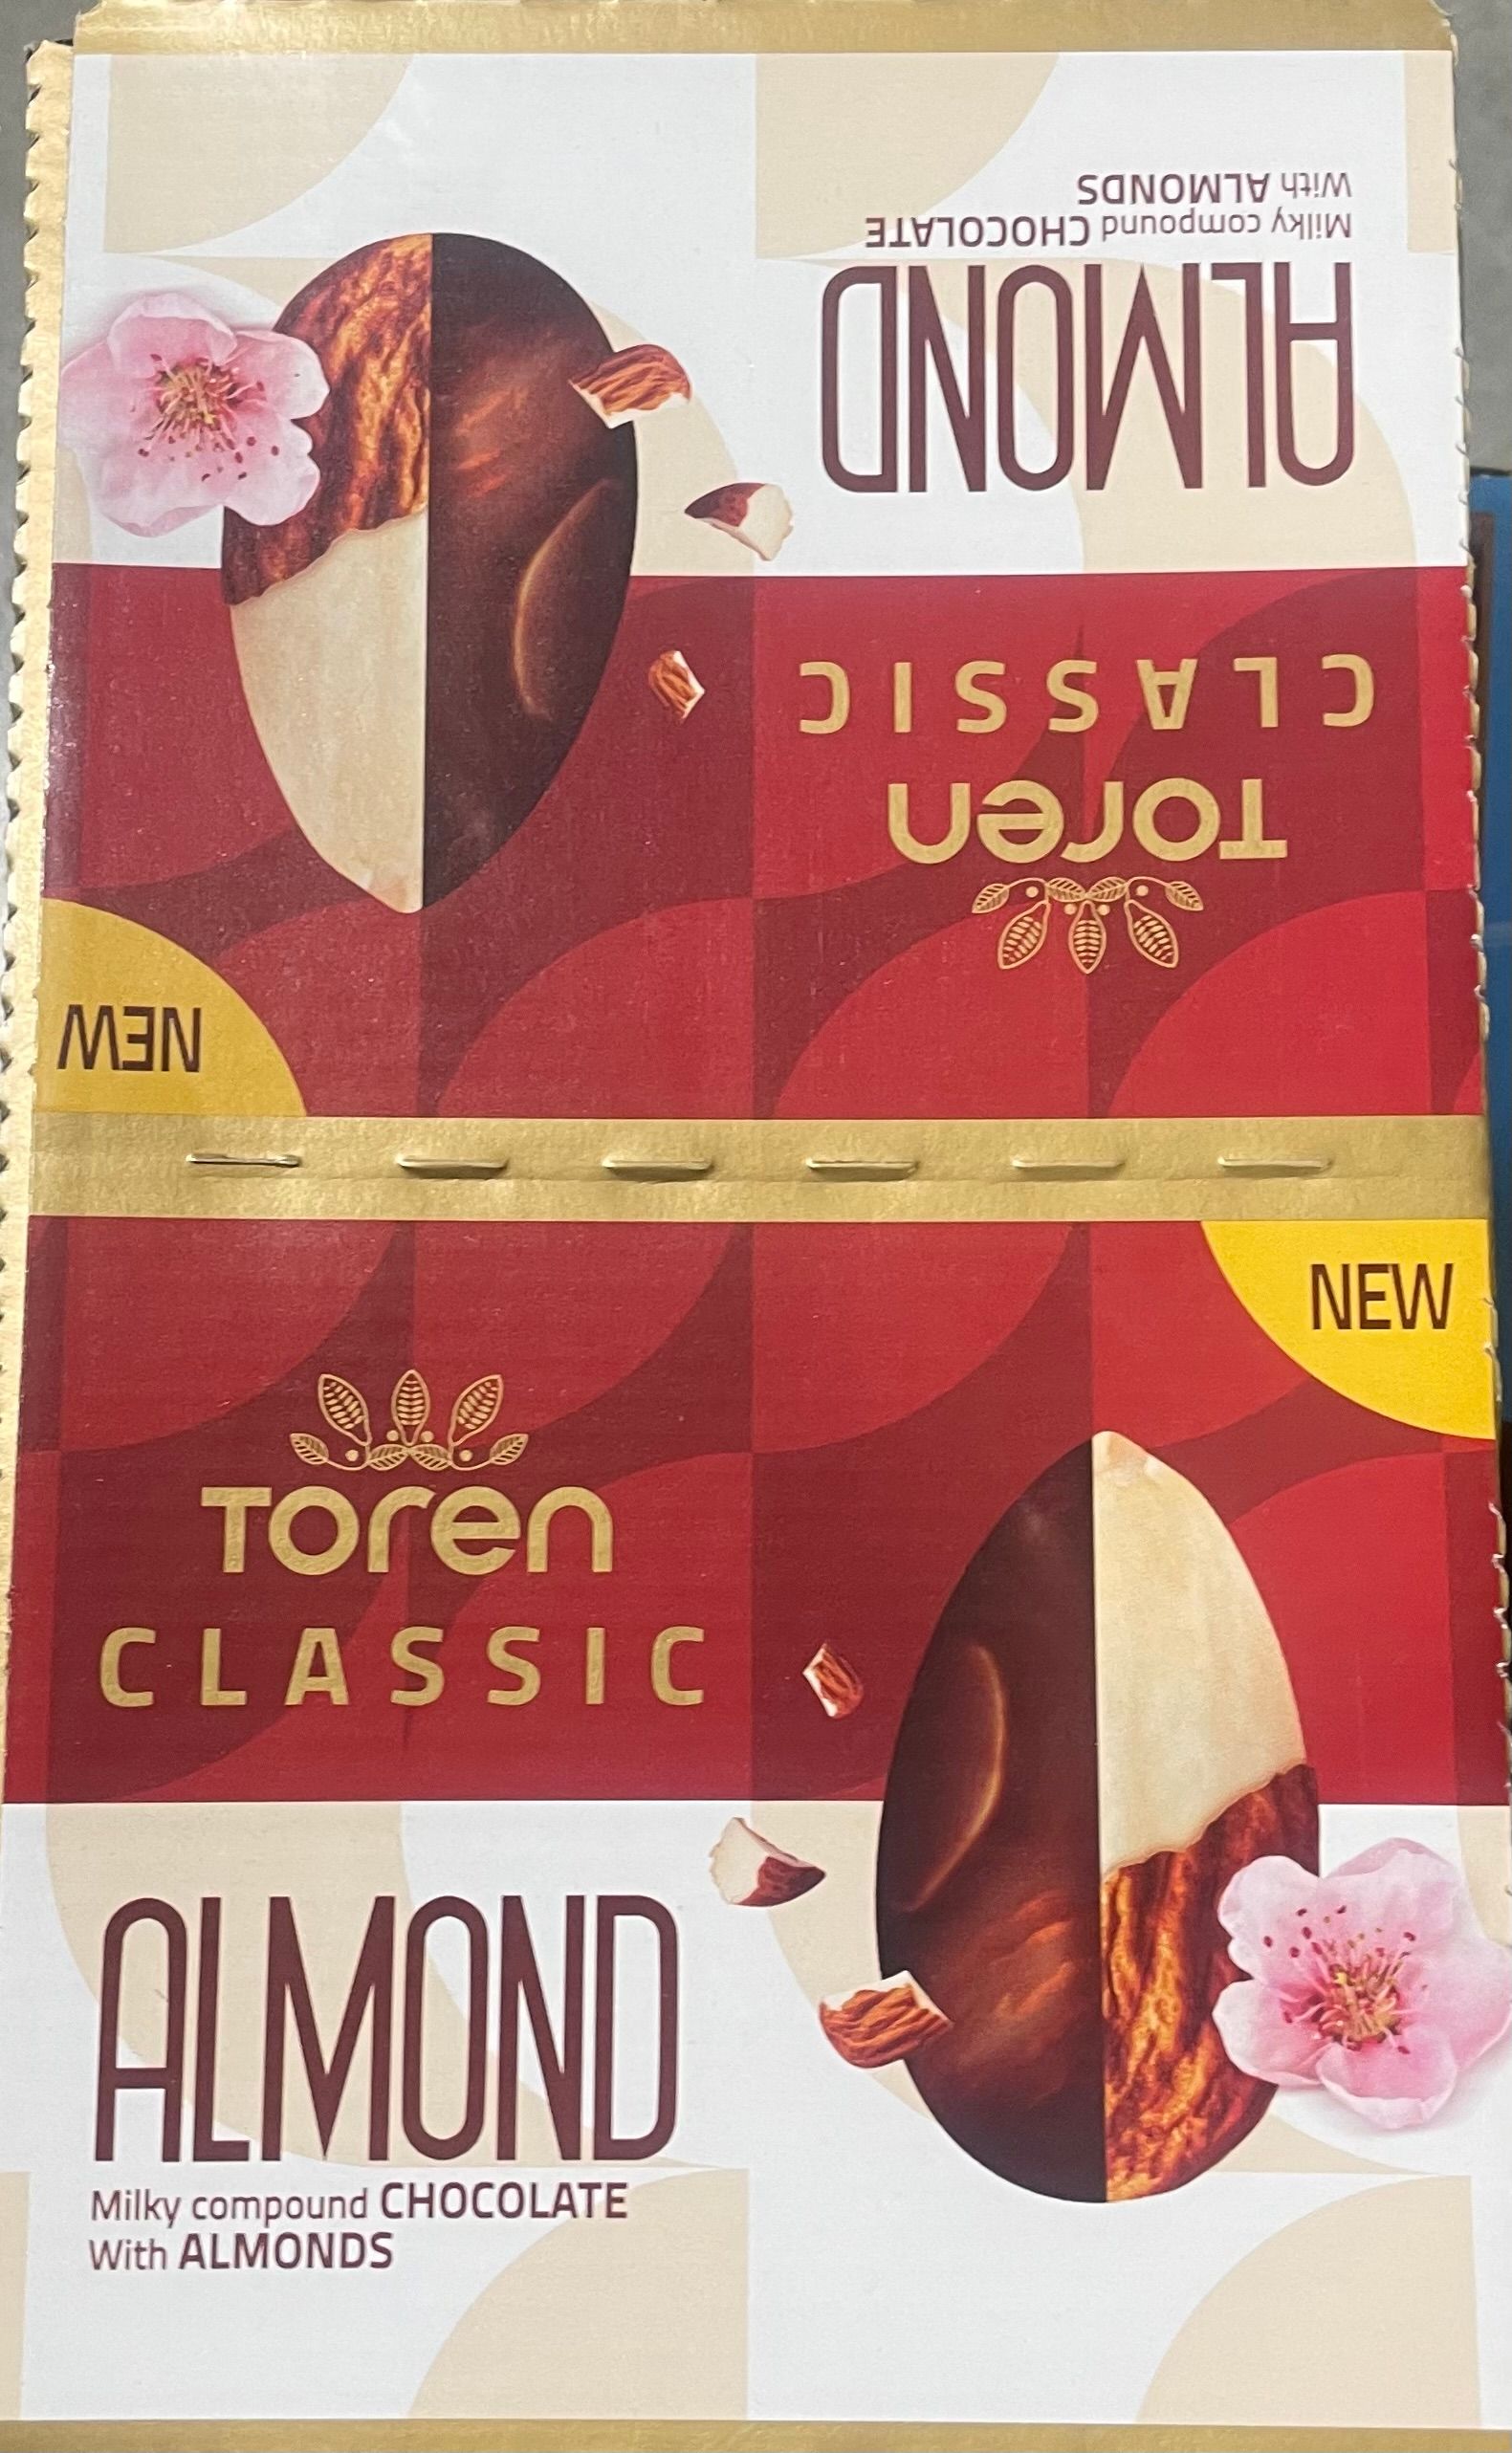 With ALMONDS
Milky compound CHOCOLATE
ALMOND
CLASSIC
Toren
NEW
NEW
Toren
CLASSIC
ALMOND
Milky compound CHOCOLATE
With ALMONDS